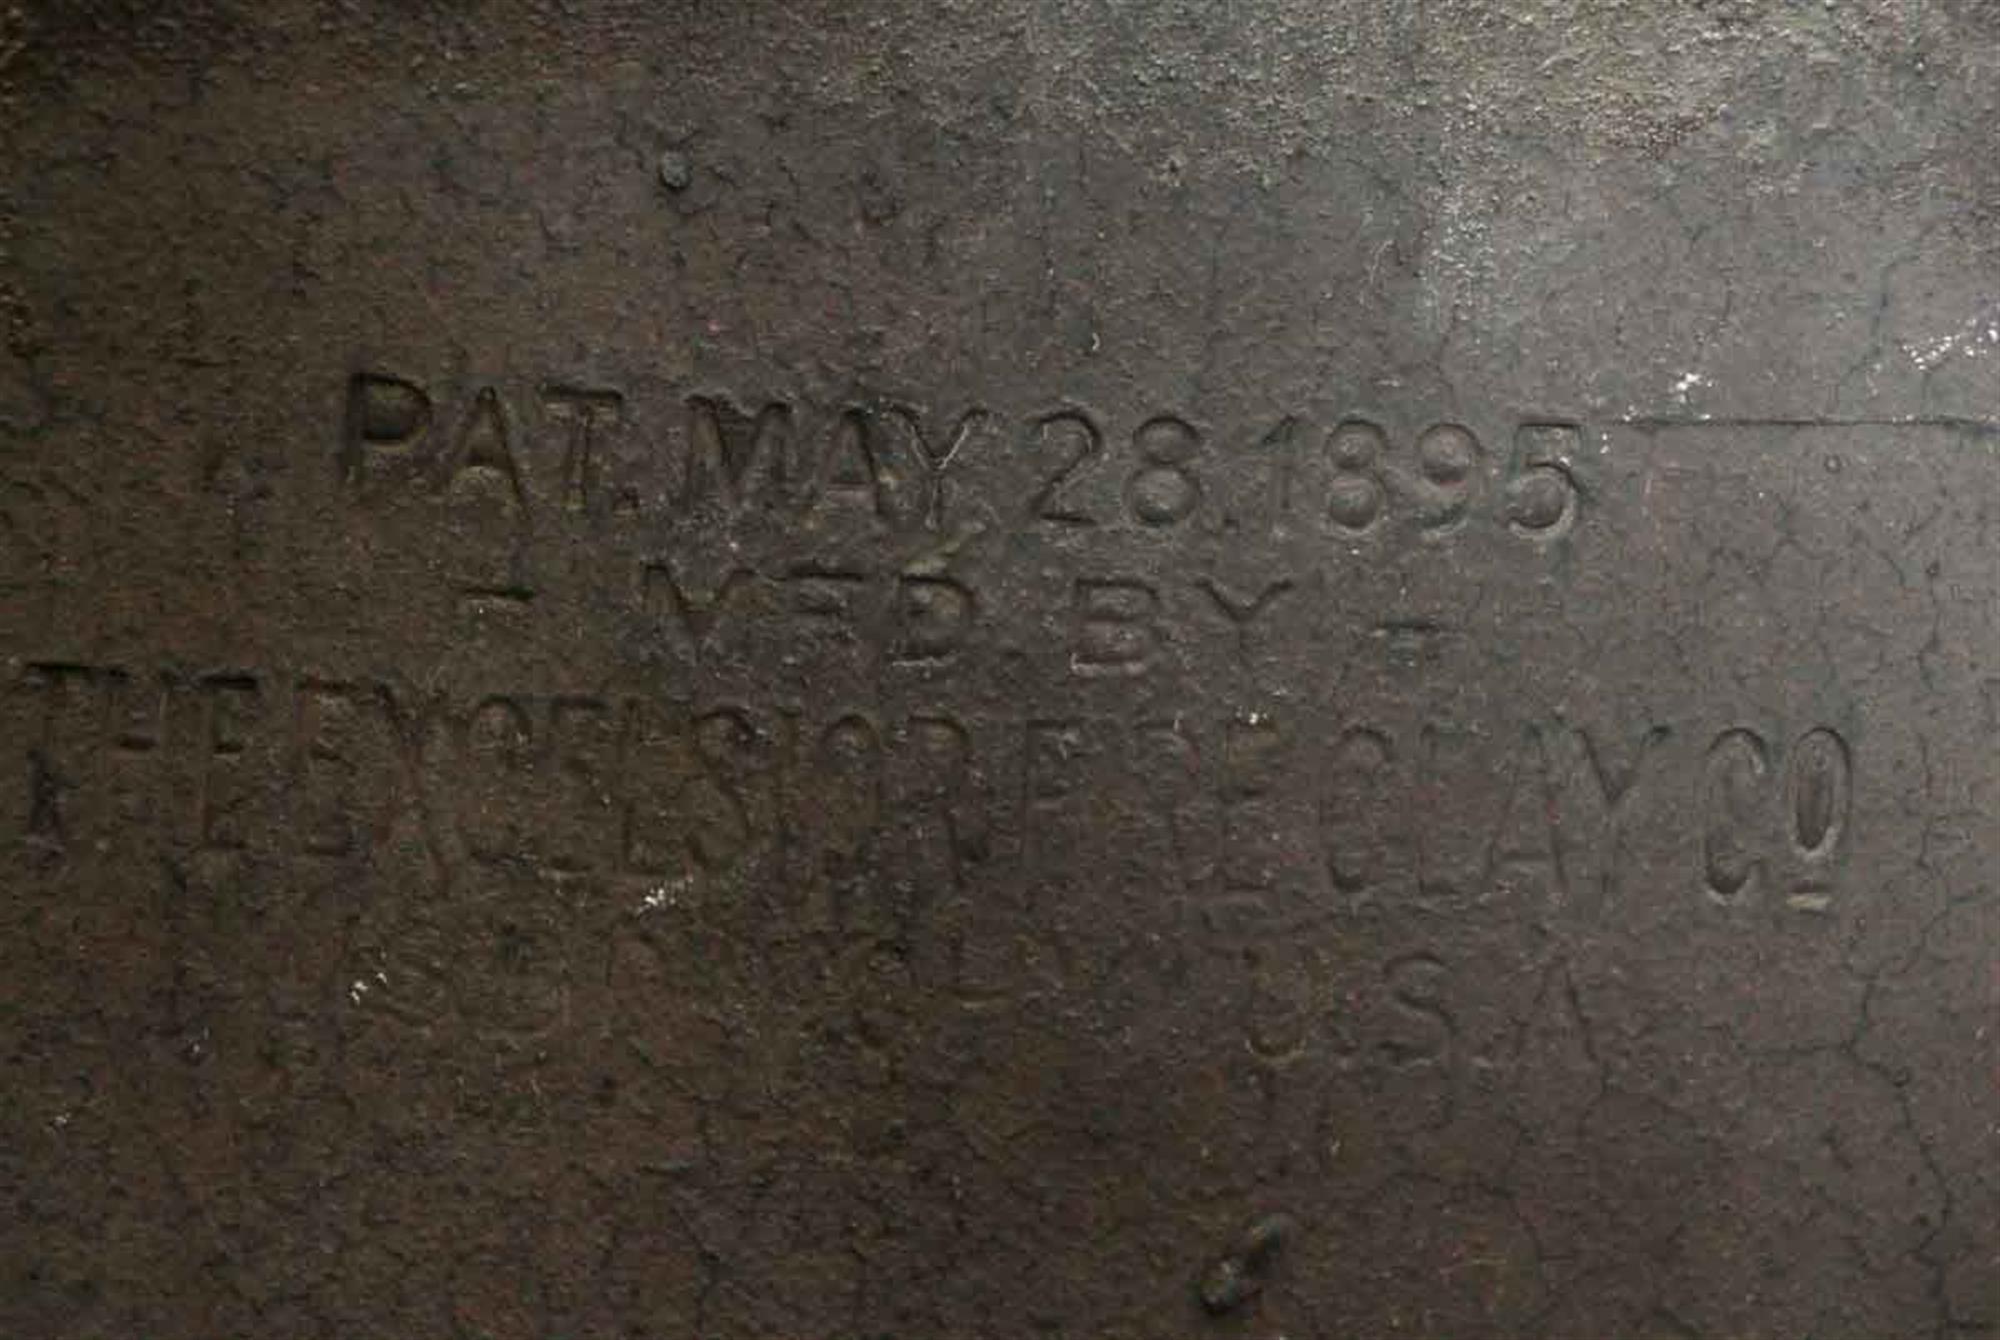 PAT. MAY 28. 1895
- MFD. BY -
THE EXCELSIOR FIRE CLAY CO
U.S.A